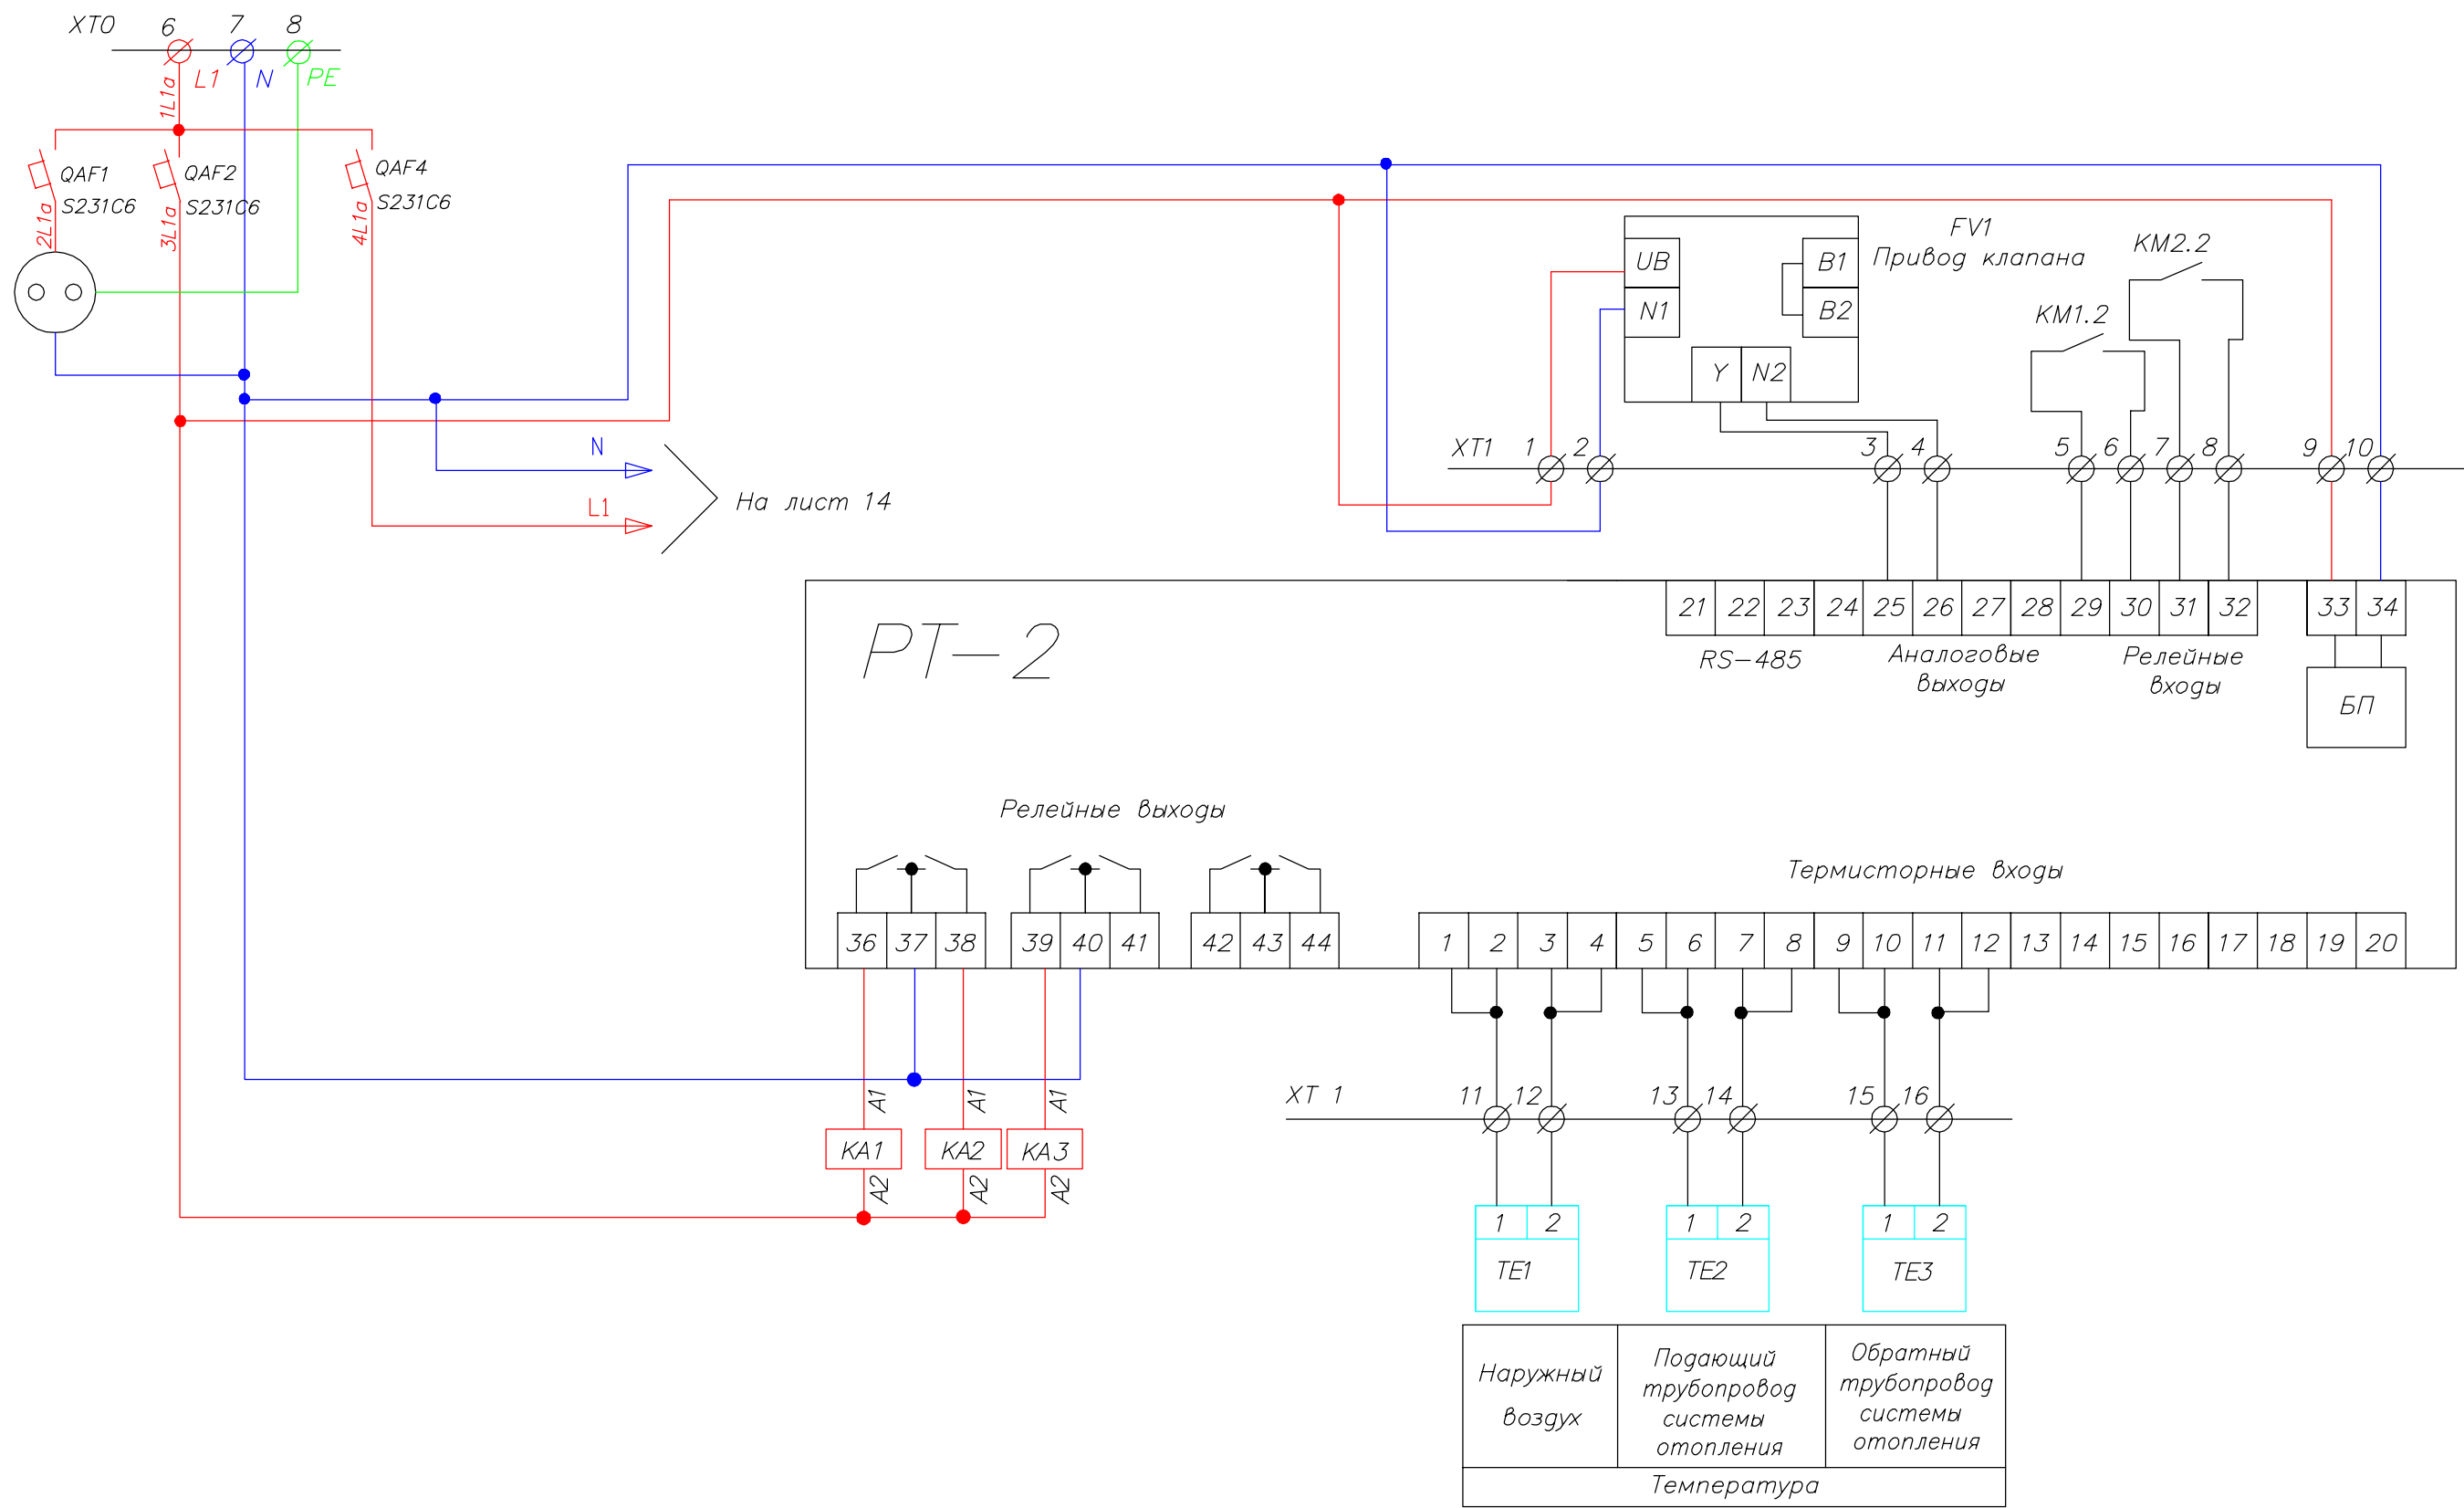 XT0 6 7 8
1L1a L1 N PE
QAF1
S231C6
QAF2
S231C6
QAF4
S231C6
2L1a 3L1a 4L1a
N
L1
На лист 14
UB
N1
B1
B2
Y N2
FV1
Привод клапана
KM1.2
KM2.2
XT1 1 2 3 4 5 6 7 8 9 10
РТ-2
21 22 23 24 25 26 27 28 29 30 31 32 33 34
RS-485
Аналоговые
выходы
Релейные
входы
БП
Релейные выходы
Термисторные входы
36 37 38 39 40 41 42 43 44
1 2 3 4 5 6 7 8 9 10 11 12 13 14 15 16 17 18 19 20
A1 A1 A1
KA1 KA2 KA3
A2 A2 A2
XT 1 11 12 13 14 15 16
1 2
TE1
1 2
TE2
1 2
TE3
Наружный
воздух
Подающий
трубопровод
системы
отопления
Обратный
трубопровод
системы
отопления
Температура